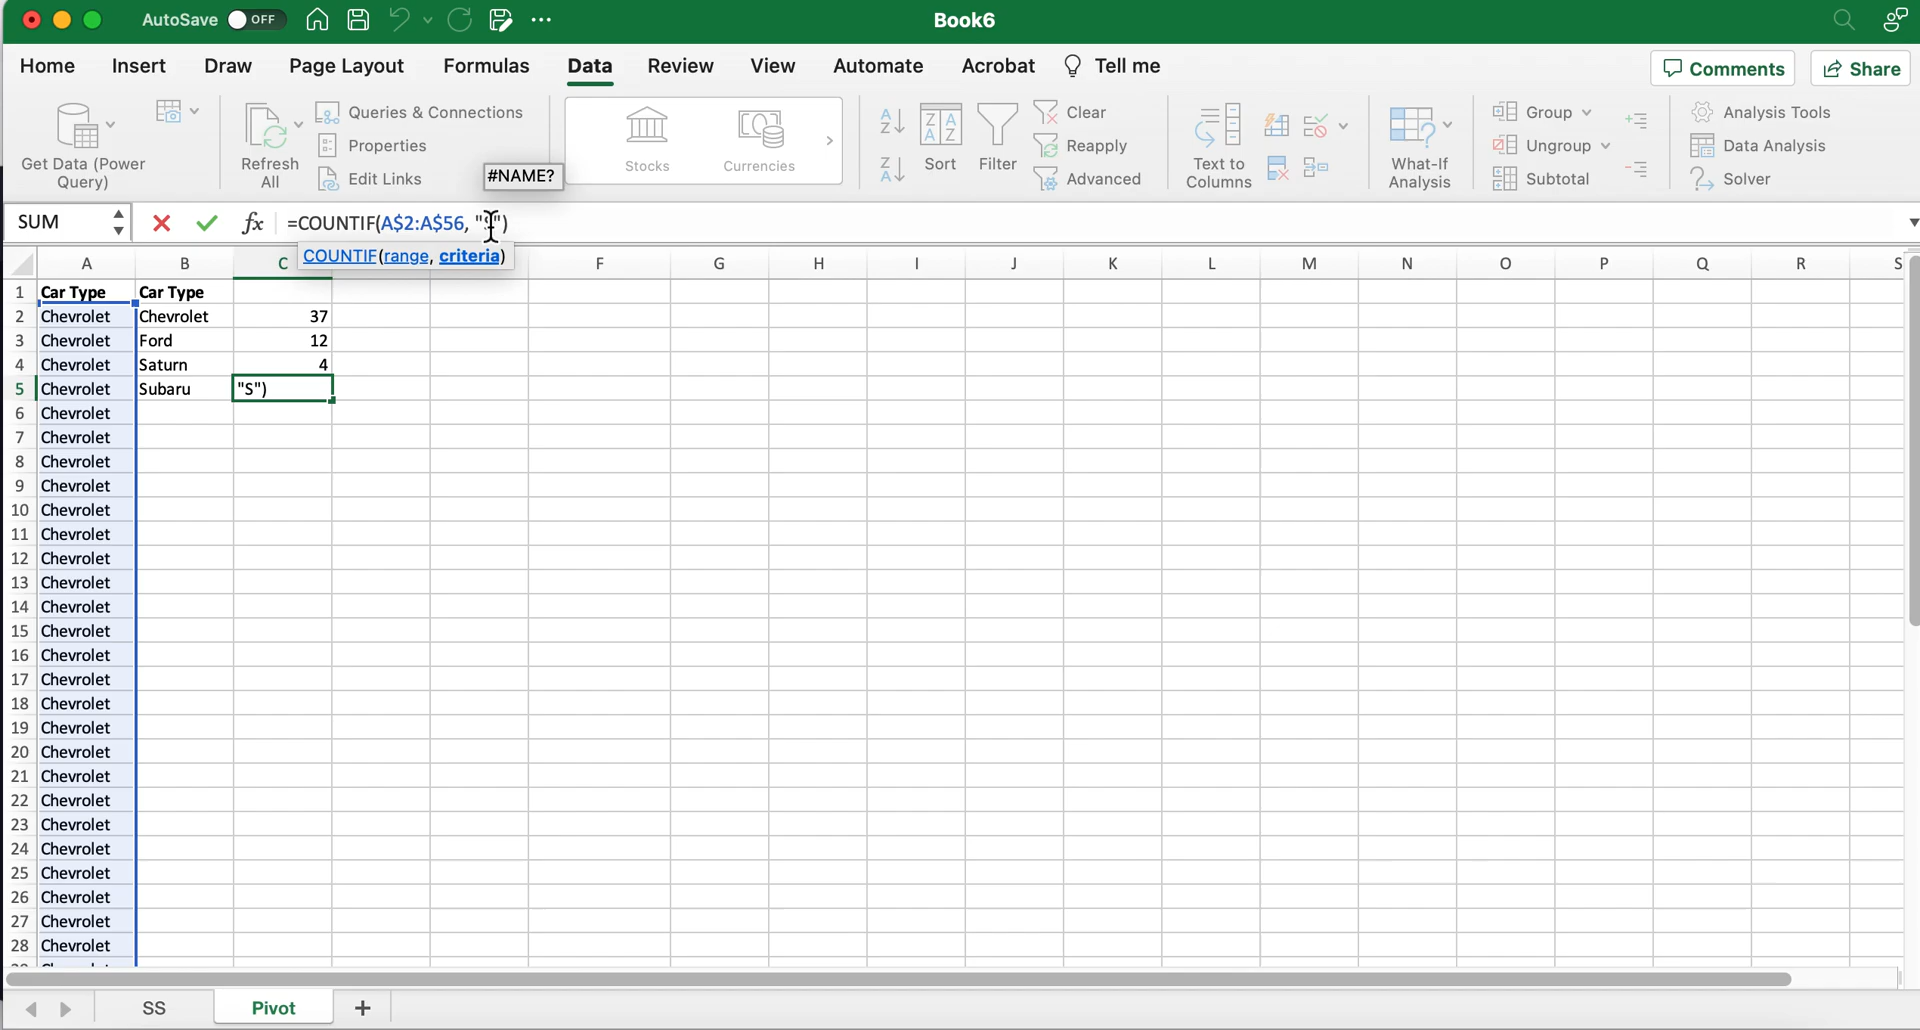 AutoSave OFF Book6
Home Insert Draw Page Layout Formulas Data Review View Automate Acrobat Tell me Comments Share
Get Data (Power Query)
Refresh All
Queries & Connections
Properties
Edit Links
#NAME?
Stocks Currencies
Sort Filter
Clear
Reapply
Advanced
Text to Columns
What-If Analysis
Group
Ungroup
Subtotal
Analysis Tools
Data Analysis
Solver
SUM fx =COUNTIF(A$2:A$56, "S")
COUNTIF(range, criteria)
A B C F G H I J K L M N O P Q R S
1 Car Type Car Type
2 Chevrolet Chevrolet 37
3 Chevrolet Ford 12
4 Chevrolet Saturn 4
5 Chevrolet Subaru "S")
6 Chevrolet
7 Chevrolet
8 Chevrolet
9 Chevrolet
10 Chevrolet
11 Chevrolet
12 Chevrolet
13 Chevrolet
14 Chevrolet
15 Chevrolet
16 Chevrolet
17 Chevrolet
18 Chevrolet
19 Chevrolet
20 Chevrolet
21 Chevrolet
22 Chevrolet
23 Chevrolet
24 Chevrolet
25 Chevrolet
26 Chevrolet
27 Chevrolet
28 Chevrolet
SS Pivot